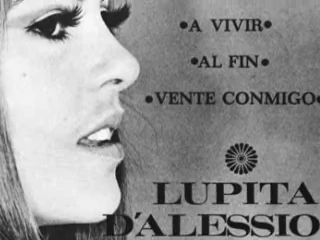 •A VIVIR•
•AL FIN•
•VENTE CONMIGO•
LUPITA
D'ALESSIO